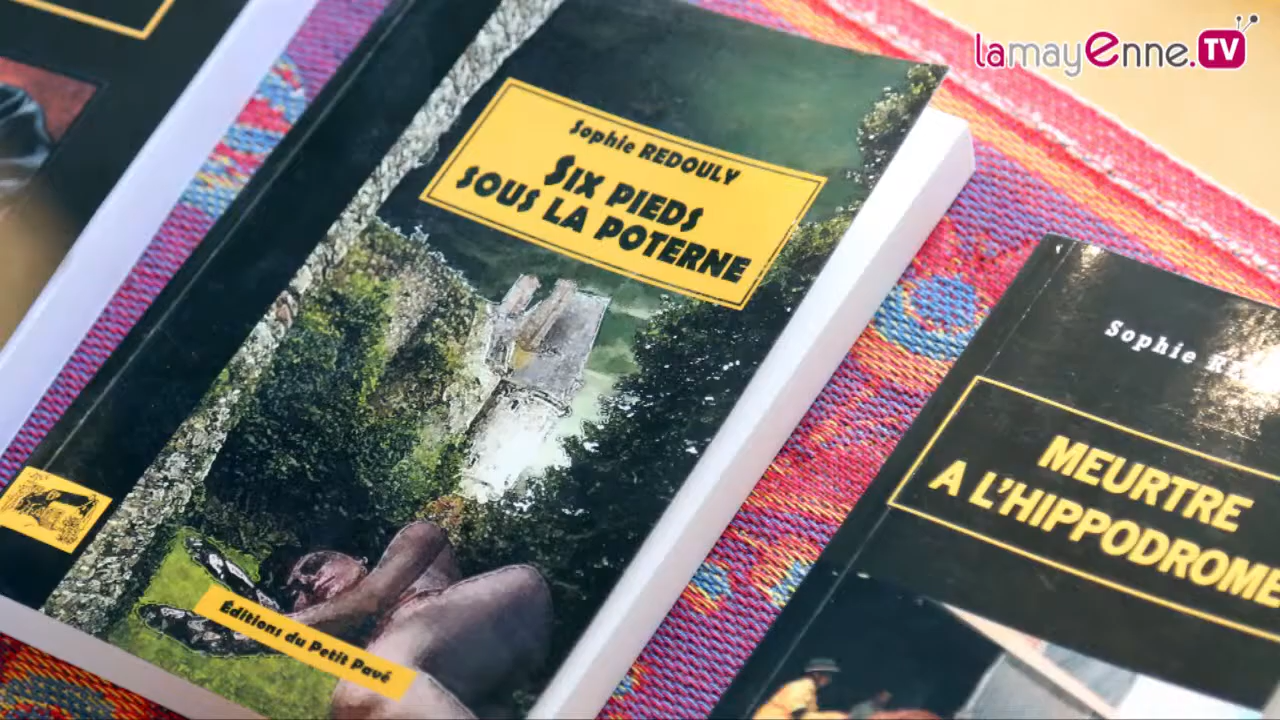 lamayenne.TV
Sophie REDOULY
SIX PIEDS
SOUS LA POTERNE
Éditions du Petit Pavé
Sophie
MEURTRE
A L'HIPPODROME